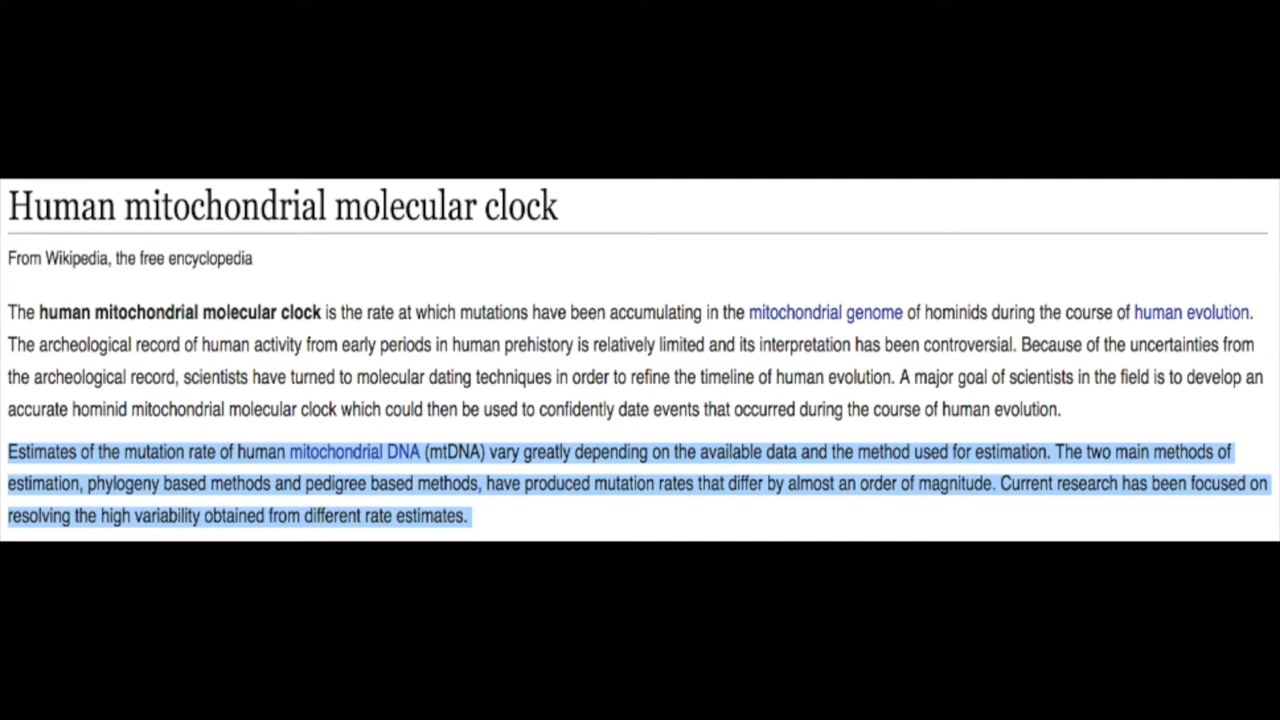 Human mitochondrial molecular clock
From Wikipedia, the free encyclopedia
The human mitochondrial molecular clock is the rate at which mutations have been accumulating in the mitochondrial genome of hominids during the course of human evolution.
The archeological record of human activity from early periods in human prehistory is relatively limited and its interpretation has been controversial. Because of the uncertainties from
the archeological record, scientists have turned to molecular dating techniques in order to refine the timeline of human evolution. A major goal of scientists in the field is to develop an
accurate hominid mitochondrial molecular clock which could then be used to confidently date events that occurred during the course of human evolution.
Estimates of the mutation rate of human mitochondrial DNA (mtDNA) vary greatly depending on the available data and the method used for estimation. The two main methods of
estimation, phylogeny based methods and pedigree based methods, have produced mutation rates that differ by almost an order of magnitude. Current research has been focused on
resolving the high variability obtained from different rate estimates.